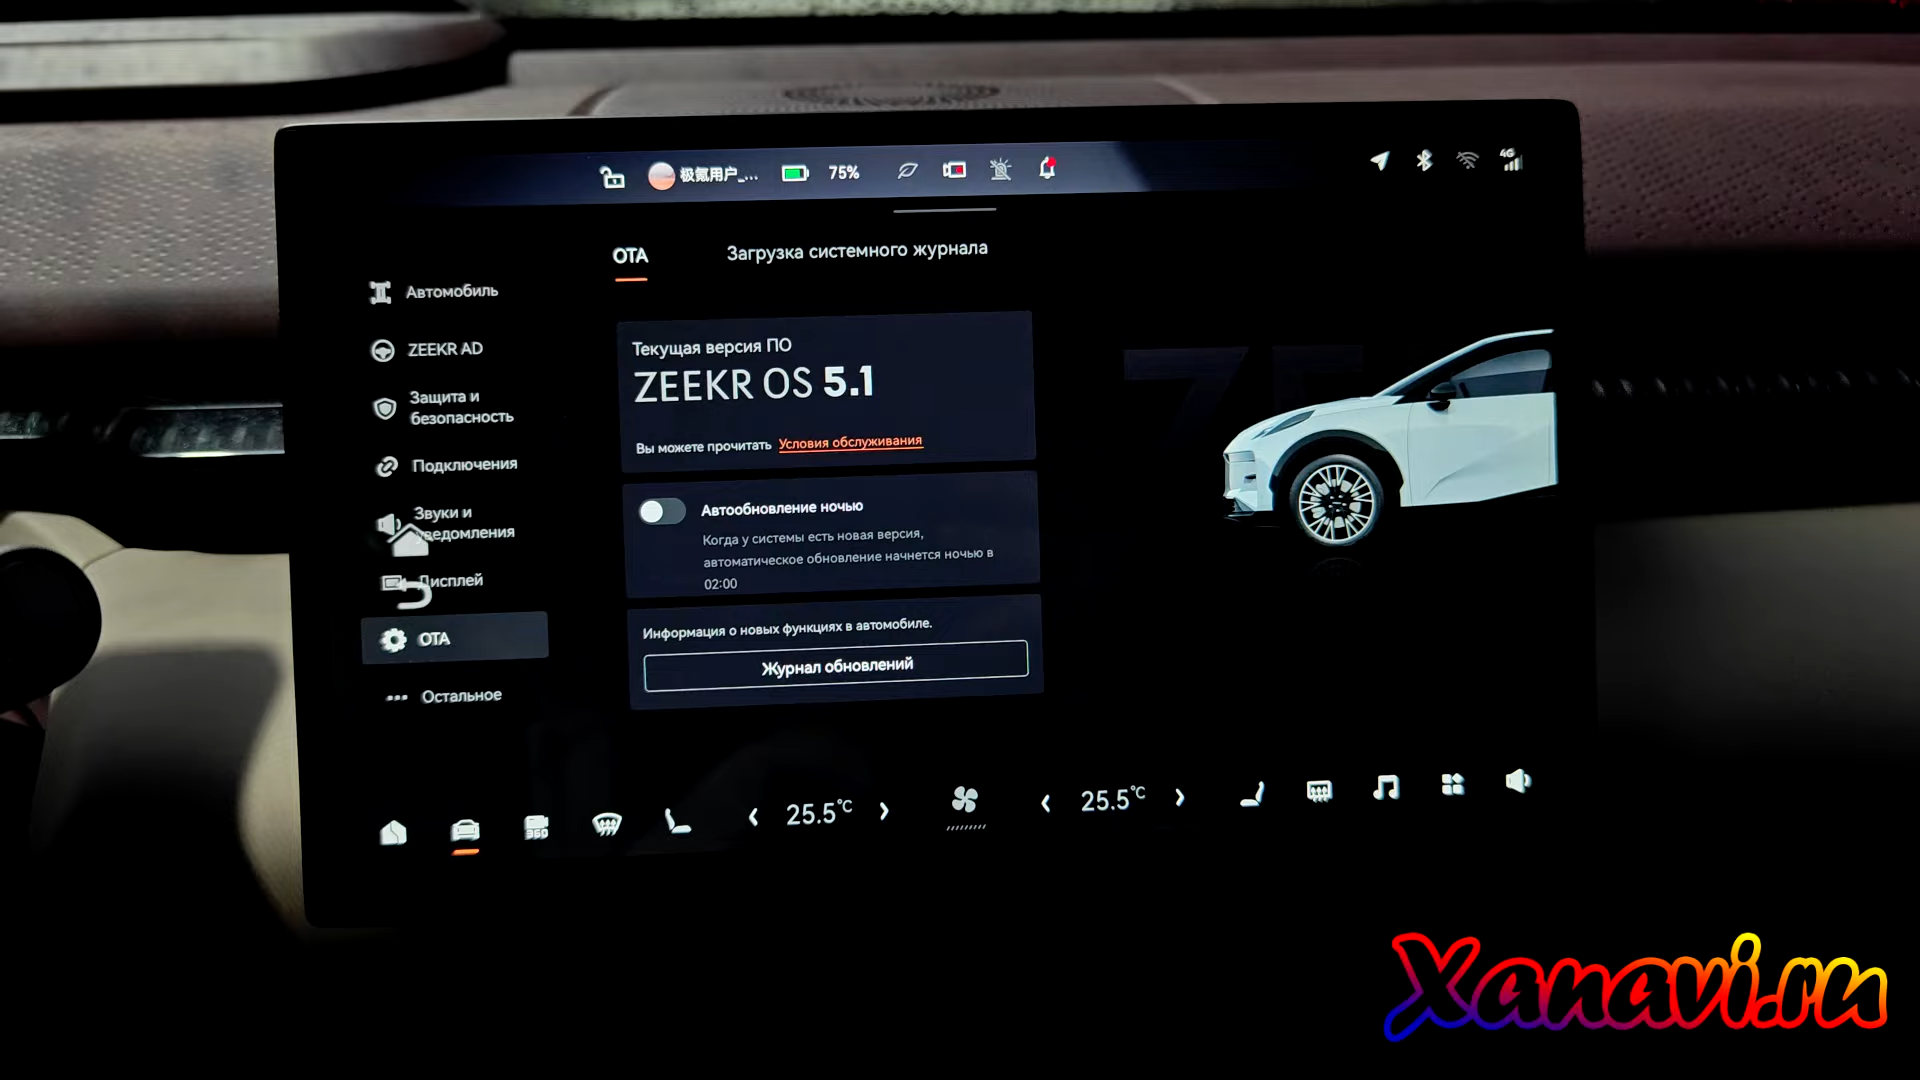 极氪用户_...
75%
4G
OTA
Загрузка системного журнала
Автомобиль
ZEEKR AD
Защита и
безопасность
Подключения
Звуки и
уведомления
Дисплей
OTA
Остальное
Текущая версия ПО
ZEEKR OS 5.1
Вы можете прочитать Условия обслуживания
Автообновление ночью
Когда у системы есть новая версия,
автоматическое обновление начнется ночью в
02:00
Информация о новых функциях в автомобиле.
Журнал обновлений
360
25.5°C
25.5°C
Xanavi.ru